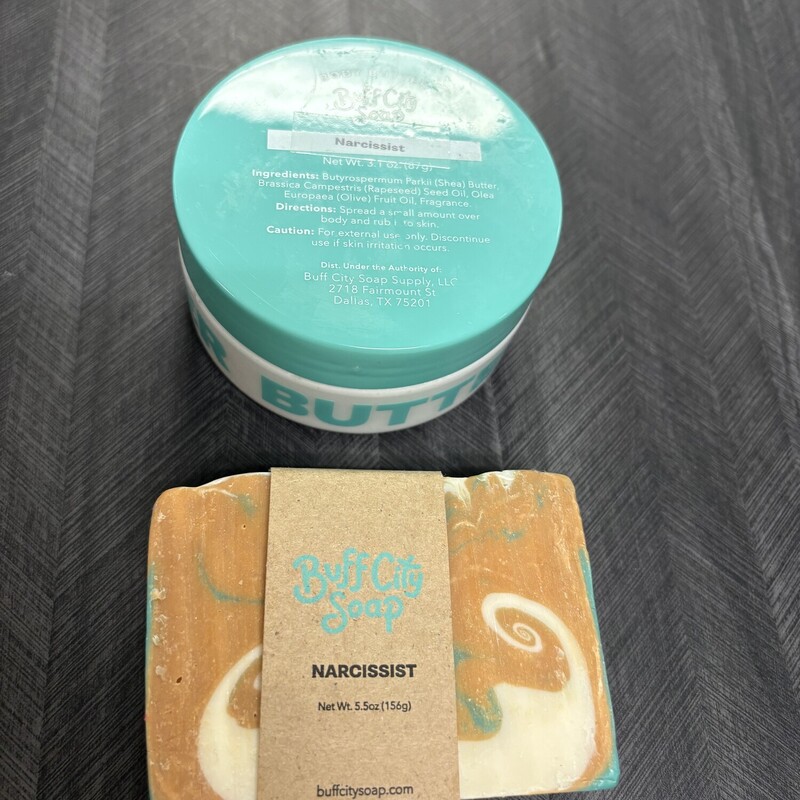 Buff City
Soap
Narcissist
Net Wt. 3.1 oz. (87g)
Ingredients: Butyrospermum Parkii (Shea) Butter,
Brassica Campestris (Rapeseed) Seed Oil, Olea
Europaea (Olive) Fruit Oil, Fragrance.
Directions: Spread a small amount over
body and rub into skin.
Caution: For external use only. Discontinue
use if skin irritation occurs.
Dist. Under the Authority of:
Buff City Soap Supply, LLC
2718 Fairmount St
Dallas, TX 75201
R BUTT
Buff City
Soap
NARCISSIST
Net Wt. 5.5oz.(156g)
buffcitysoap.com